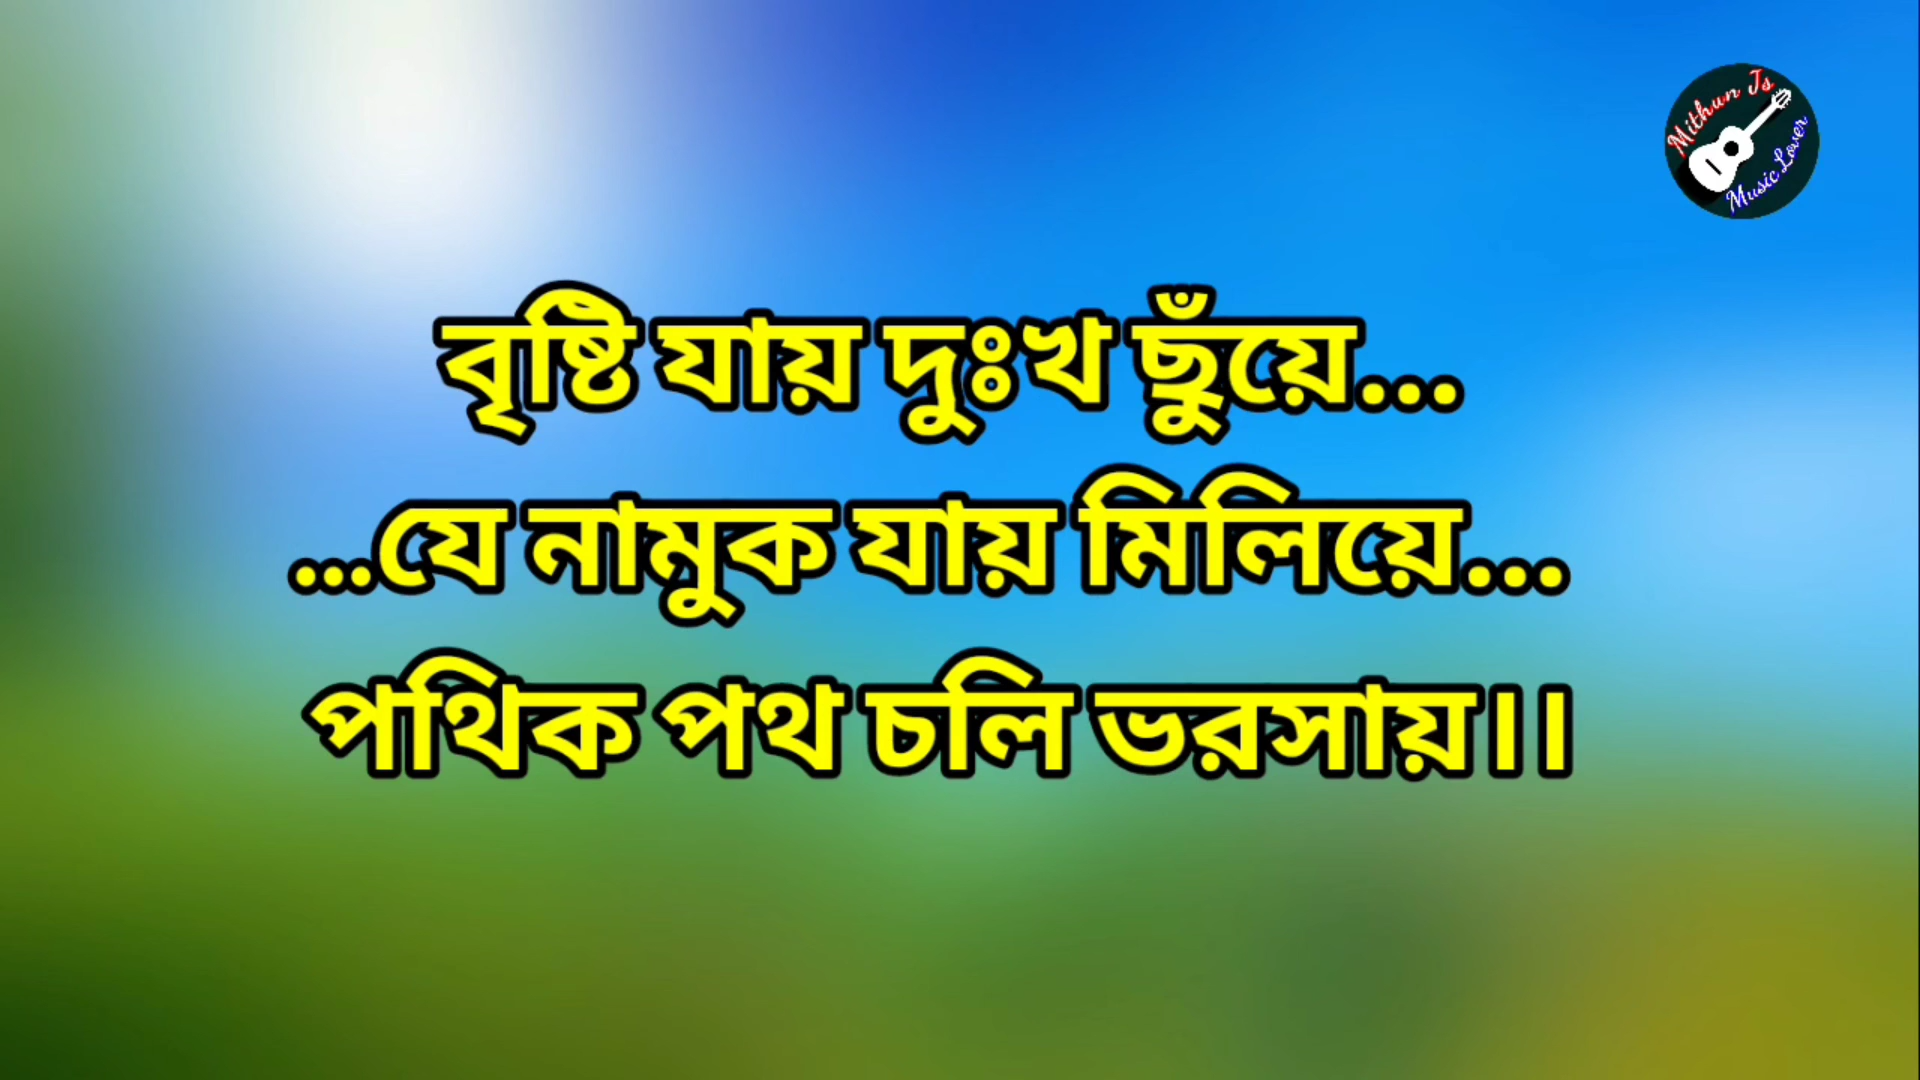 Mithun Js
Music Lover
বৃষ্টি যায় দুঃখ ছুঁয়ে...
...যে নামুক যায় মিলিয়ে...
পথিক পথ চলি ভরসায়।।